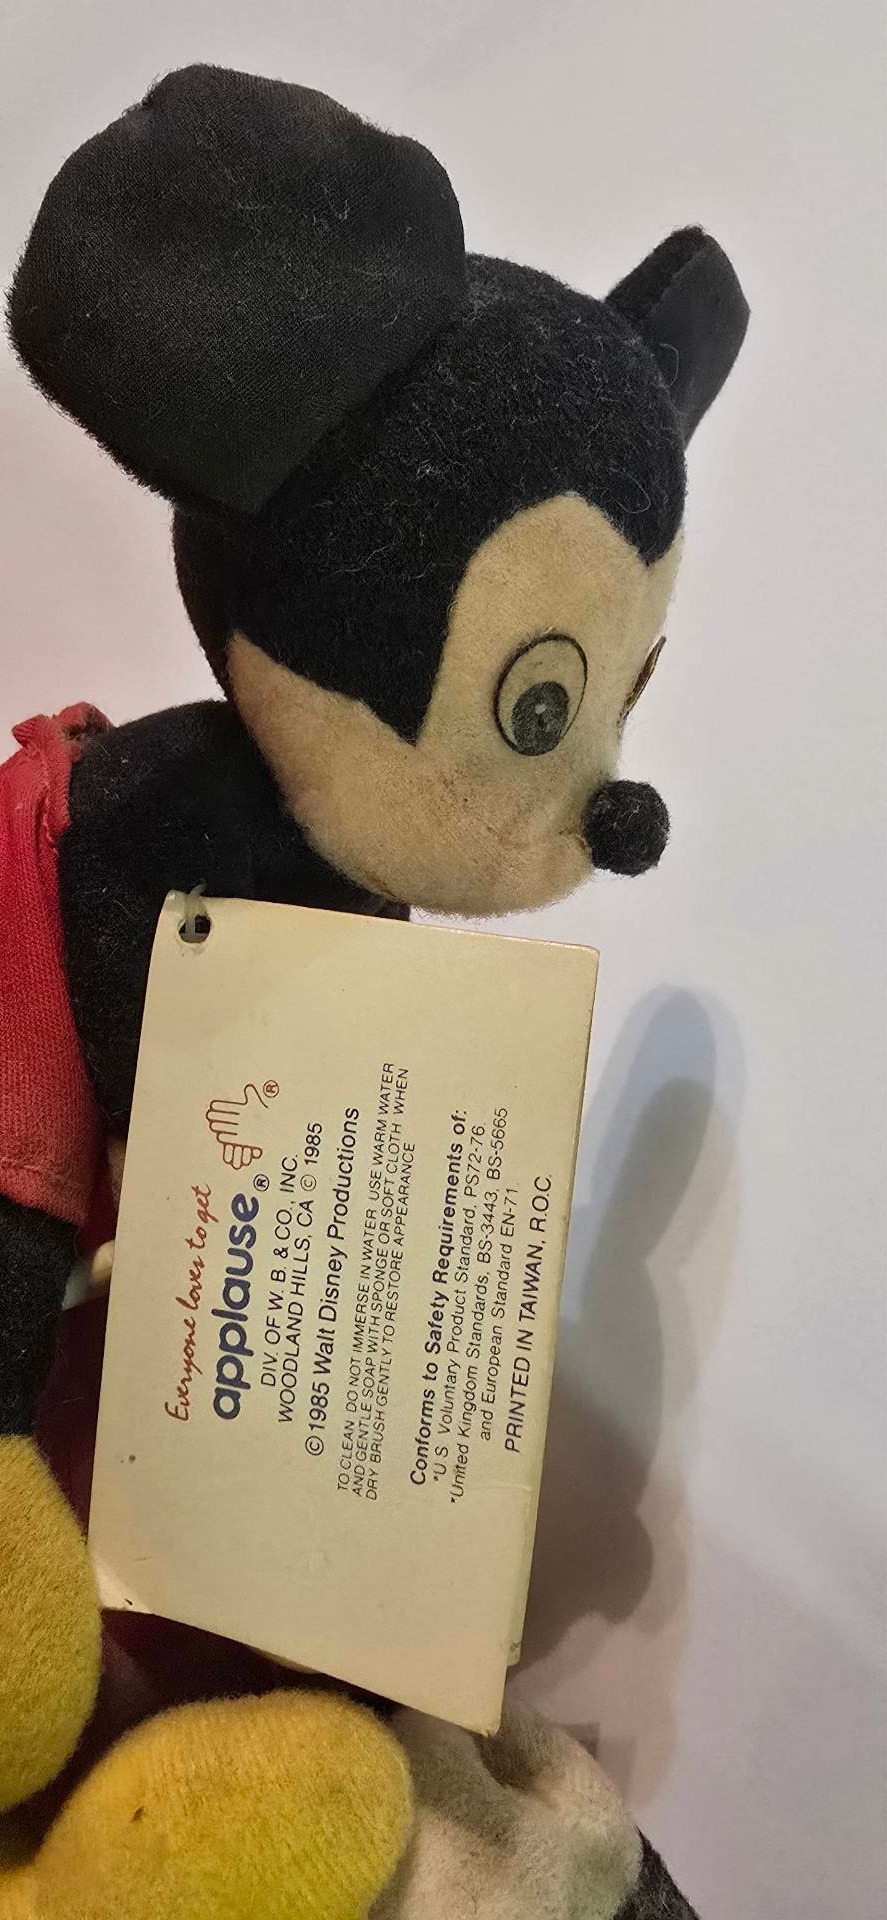 Everyone loves to get
applause® ®
DIV. OF W. B. & CO., INC.
WOODLAND HILLS, CA © 1985
© 1985 Walt Disney Productions
TO CLEAN DO NOT IMMERSE IN WATER USE WARM WATER
AND GENTLE SOAP WITH SPONGE OR SOFT CLOTH WHEN
DRY BRUSH GENTLY TO RESTORE APPEARANCE
Conforms to Safety Requirements of:
*U S Voluntary Product Standard, PS72-76
*United Kingdom Standards, BS-3443, BS-5665
and European Standard EN-71
PRINTED IN TAIWAN, R.O.C.